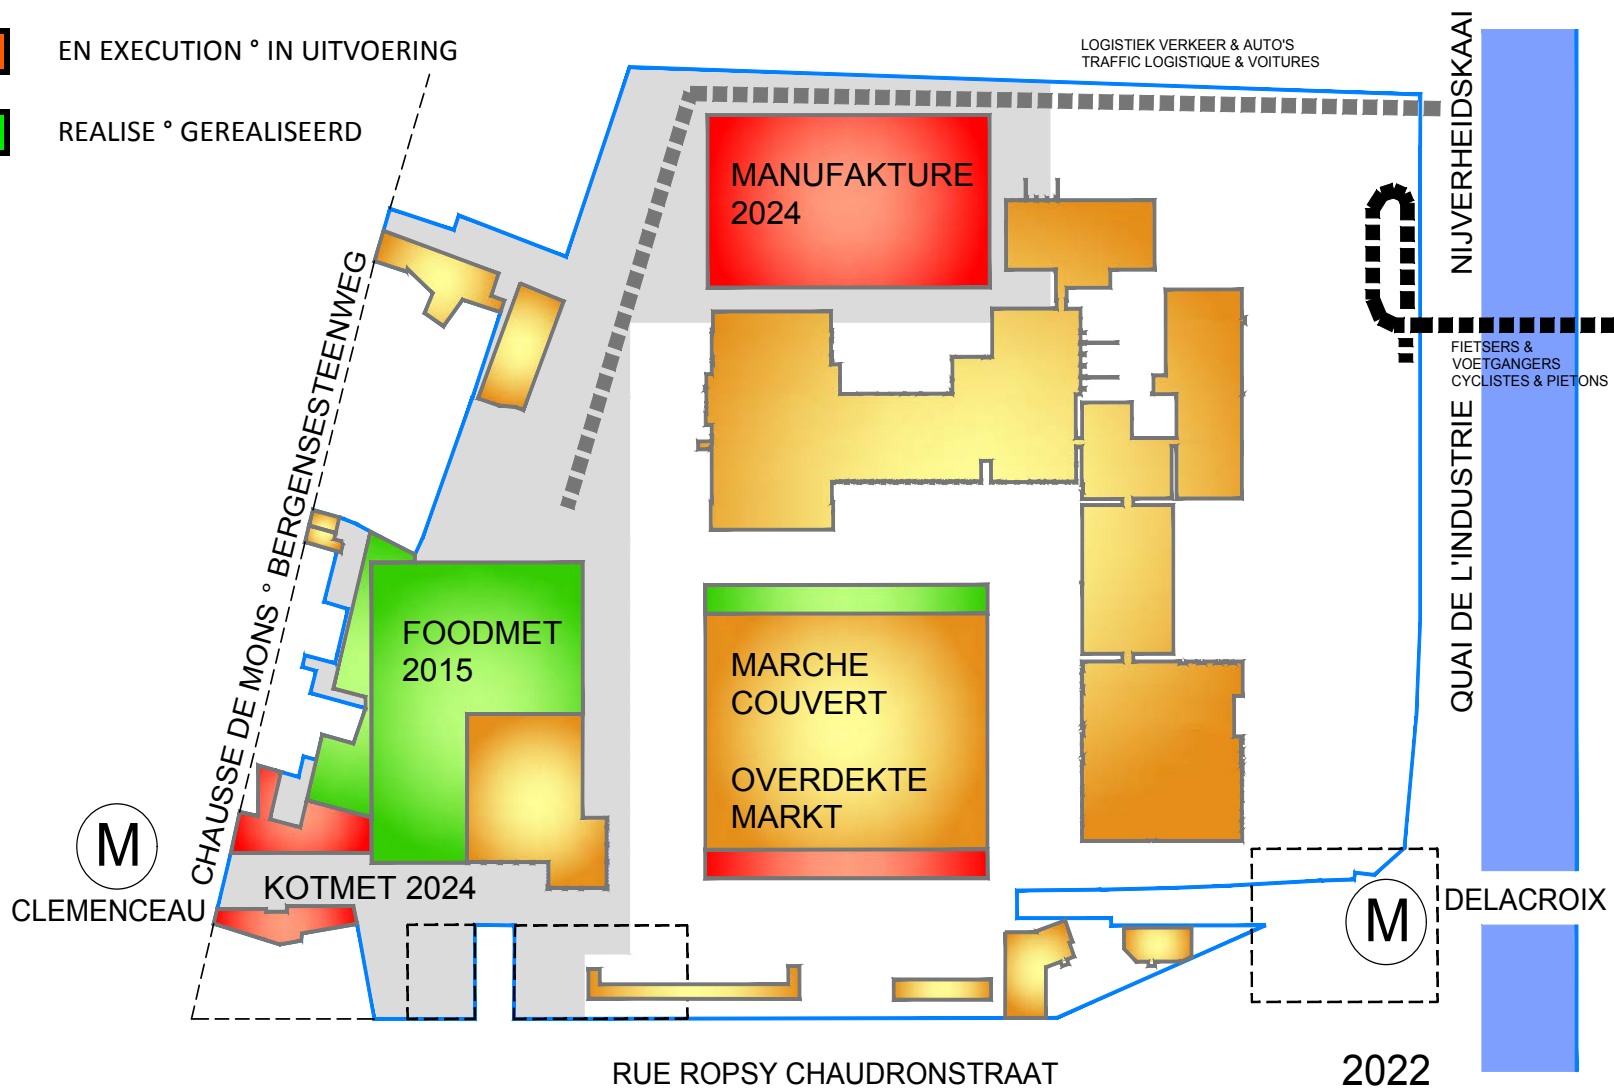 EN EXECUTION ° IN UITVOERING
REALISE ° GEREALISEERD
LOGISTIEK VERKEER & AUTO'S
TRAFFIC LOGISTIQUE & VOITURES
NIJVERHEIDSKAAI
MANUFAKTURE
2024
CHAUSSE DE MONS ° BERGENSESTEENWEG
FIETSERS &
VOETGANGERS
CYCLISTES & PIETONS
QUAI DE L'INDUSTRIE
FOODMET
2015
MARCHE
COUVERT
OVERDEKTE
MARKT
M
CLEMENCEAU
KOTMET 2024
M
DELACROIX
RUE ROPSY CHAUDRONSTRAAT
2022